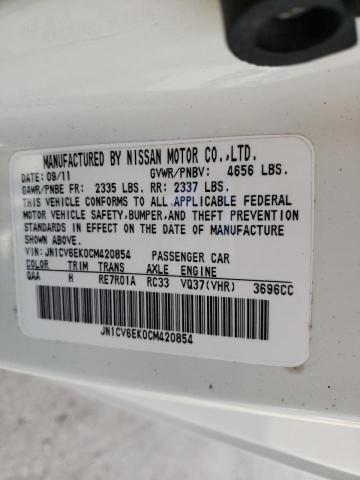 MANUFACTURED BY NISSAN MOTOR CO.,LTD.
DATE: 09/11 GVWR/PNBV: 4656 LBS.
GAWR/PNBE FR: 2335 LBS. RR: 2337 LBS.
THIS VEHICLE CONFORMS TO ALL APPLICABLE FEDERAL
MOTOR VEHICLE SAFETY,BUMPER,AND THEFT PREVENTION
STANDARDS IN EFFECT ON THE DATE OF MANUFACTURE
SHOWN ABOVE.
VIN: JN1CV6EK0CM420854 PASSENGER CAR
COLOR TRIM TRANS AXLE ENGINE
QAA H RE7R01A RC33 VQ37(VHR) 3696CC
JN1CV6EK0CM420854